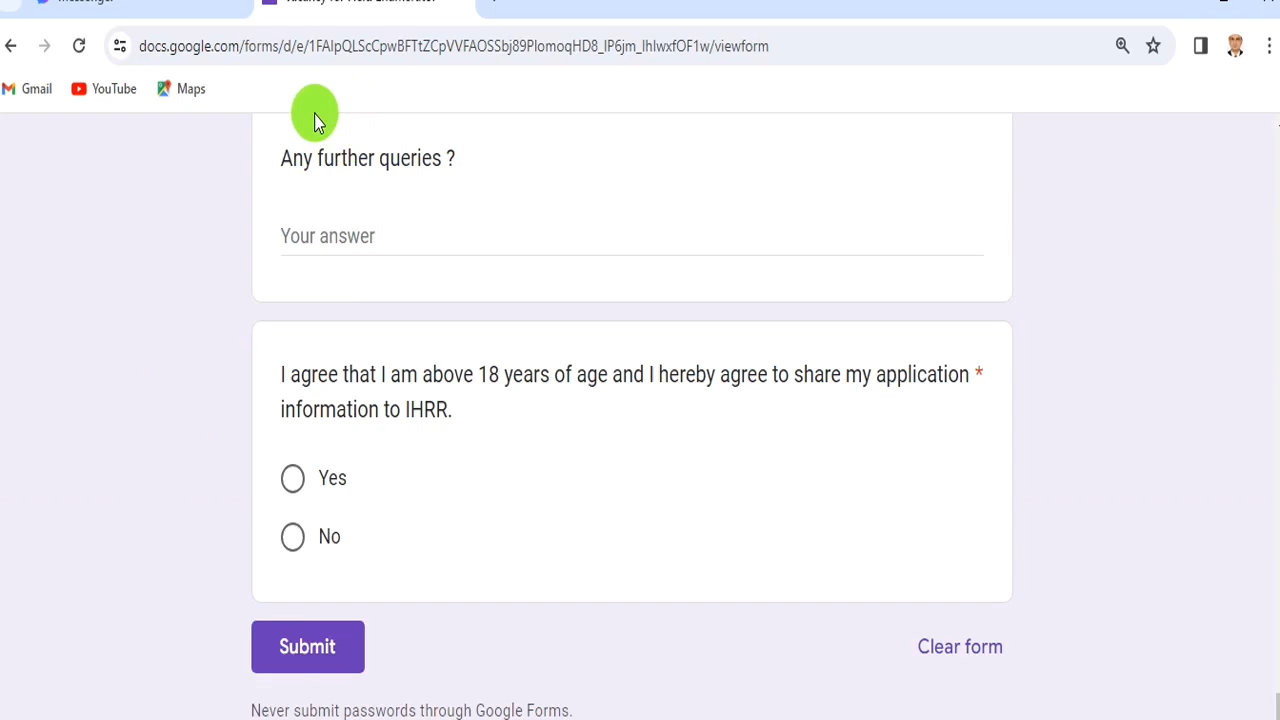 docs.google.com/forms/d/e/1FAIpQLScCpwBFTtZCpVVFAOSSbj89PIomoqHD8_IP6jm_IhIwxfOF1w/viewform
Gmail YouTube Maps
Any further queries ?
Your answer
I agree that I am above 18 years of age and I hereby agree to share my application *
information to IHRR.
Yes
No
Submit Clear form
Never submit passwords through Google Forms.